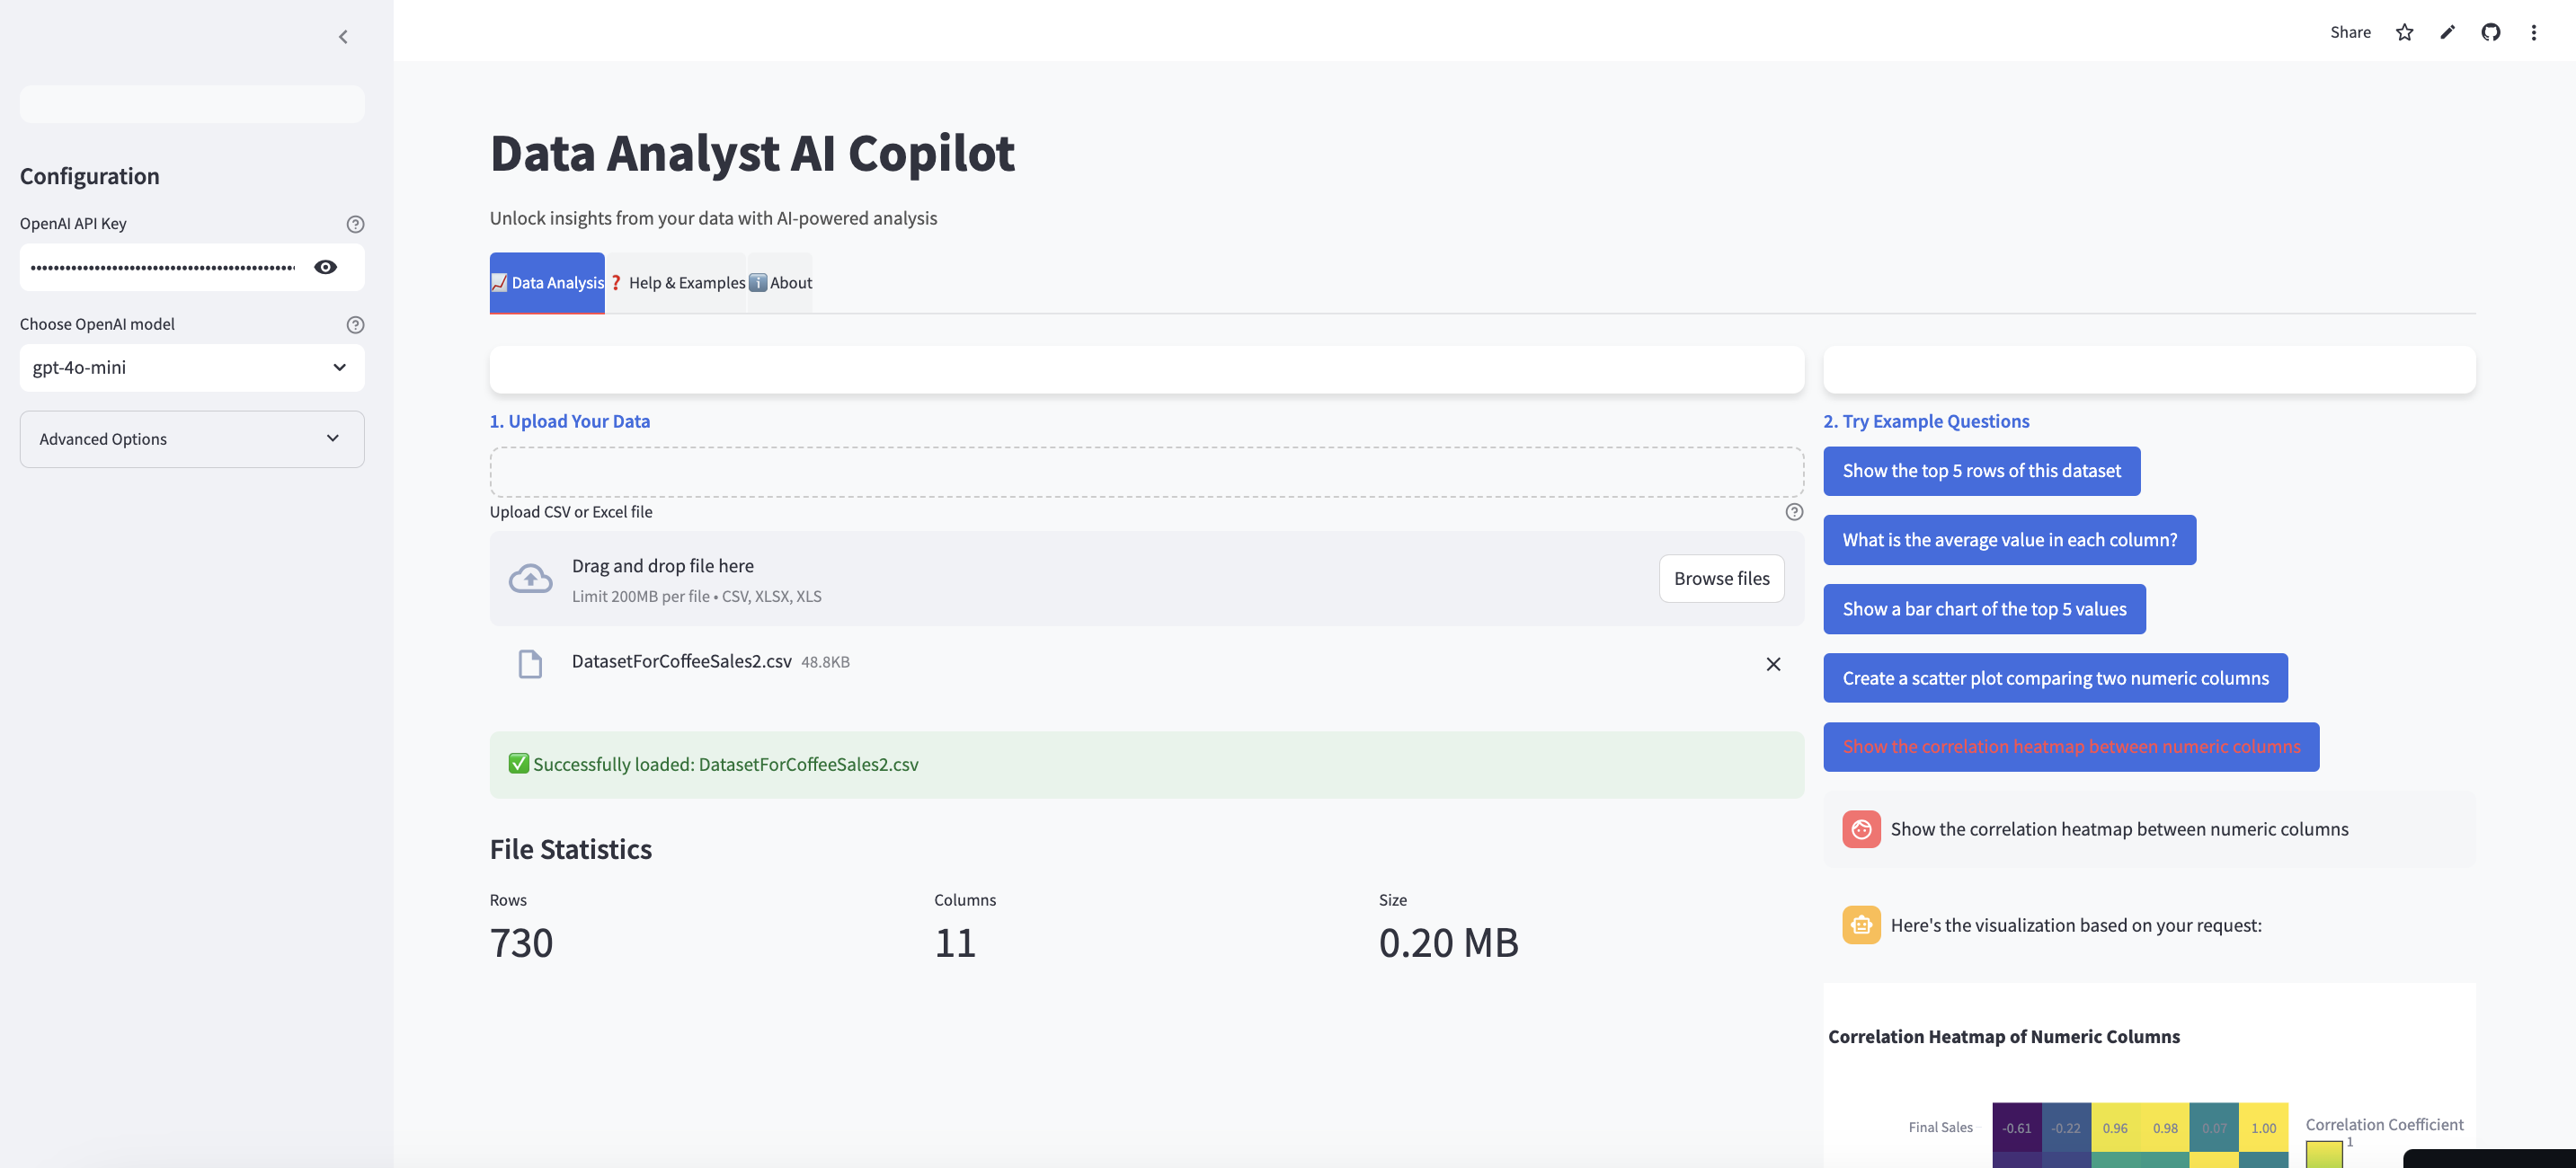 Share
Configuration
OpenAI API Key
Choose OpenAI model
gpt-4o-mini
Advanced Options
Data Analyst AI Copilot
Unlock insights from your data with AI-powered analysis
Data Analysis
Help & Examples
About
1. Upload Your Data
Upload CSV or Excel file
Drag and drop file here
Limit 200MB per file • CSV, XLSX, XLS
Browse files
DatasetForCoffeeSales2.csv 48.8KB
Successfully loaded: DatasetForCoffeeSales2.csv
File Statistics
Rows
730
Columns
11
Size
0.20 MB
2. Try Example Questions
Show the top 5 rows of this dataset
What is the average value in each column?
Show a bar chart of the top 5 values
Create a scatter plot comparing two numeric columns
Show the correlation heatmap between numeric columns
Show the correlation heatmap between numeric columns
Here's the visualization based on your request:
Correlation Heatmap of Numeric Columns
Final Sales -0.61 -0.22 0.96 0.98 0.07 1.00
Correlation Coefficient
1